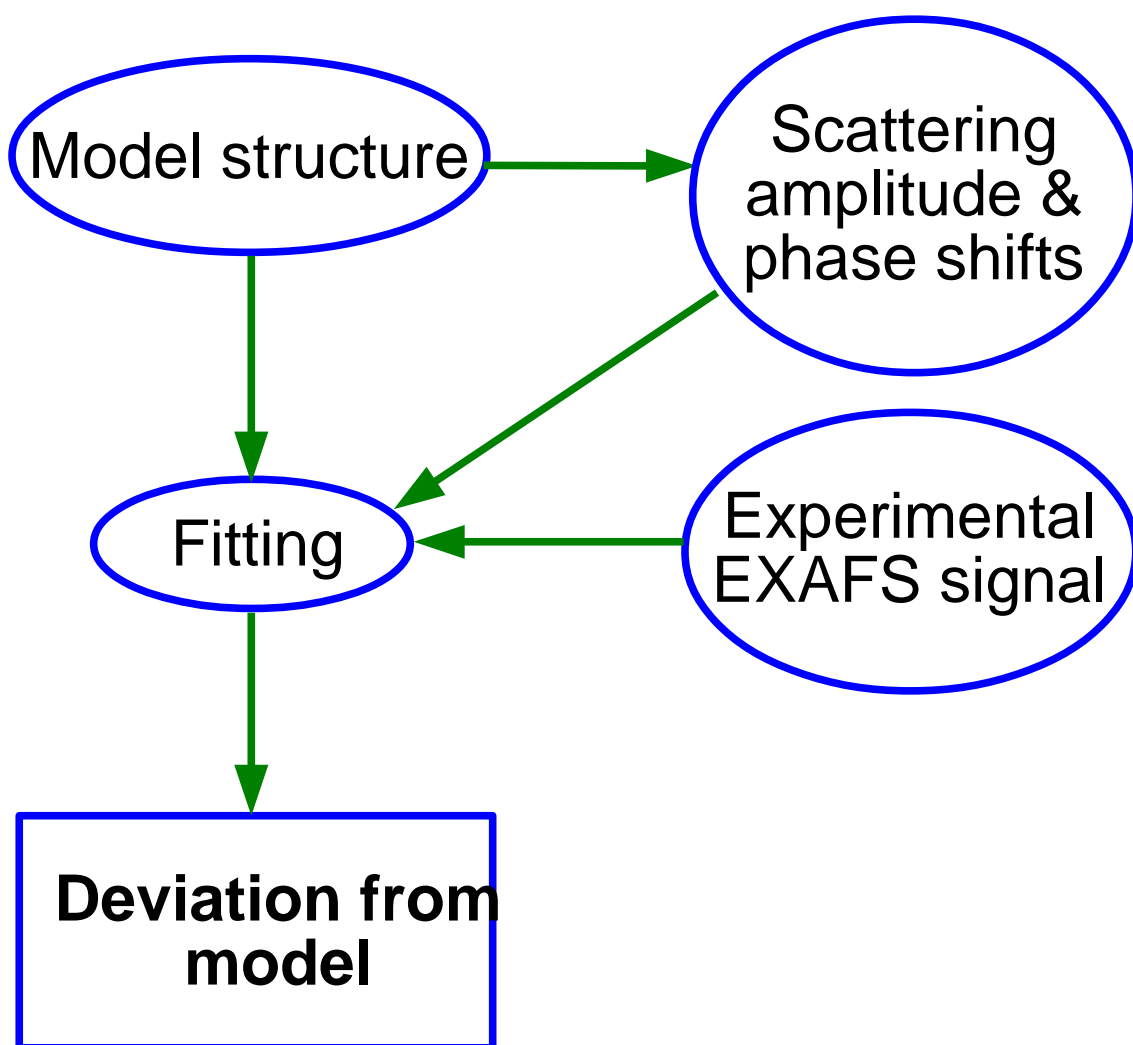 Model structure
Scattering
amplitude &
phase shifts
Fitting
Experimental
EXAFS signal
Deviation from
model